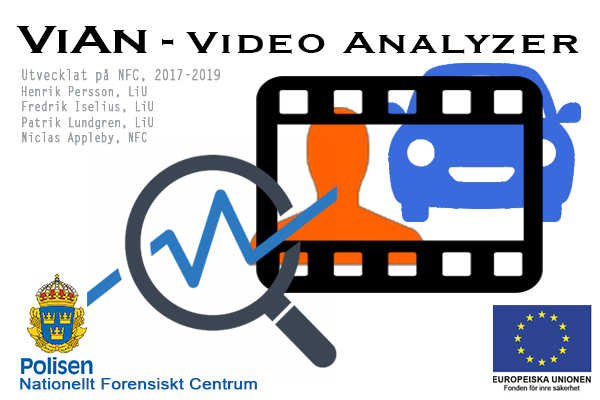 ViAn - Video Analyzer
Utvecklat på NFC, 2017-2019
Henrik Persson, LiU
Fredrik Iselius, LiU
Patrik Lundgren, LiU
Niclas Appleby, NFC
Polisen
Nationellt Forensiskt Centrum
EUROPEISKA UNIONEN
Fonden för inre säkerhet